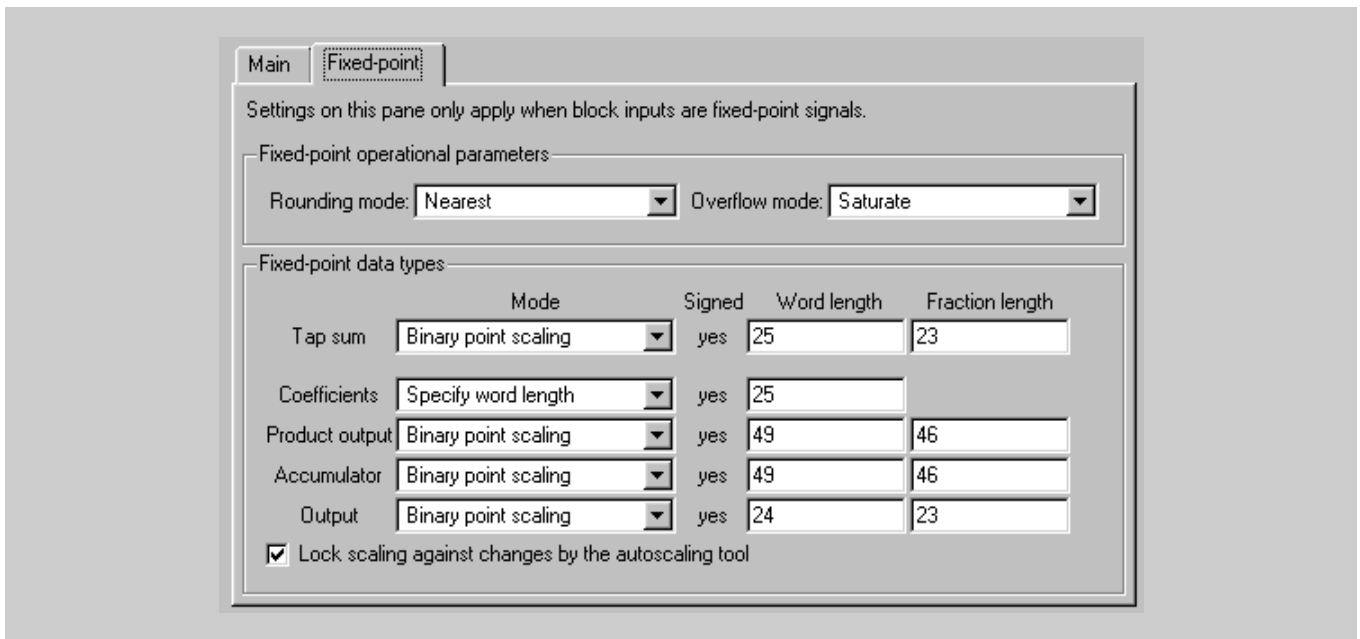 Main Fixed-point
Settings on this pane only apply when block inputs are fixed-point signals.
Fixed-point operational parameters
Rounding mode: Nearest Overflow mode: Saturate
Fixed-point data types
Mode Signed Word length Fraction length
Tap sum Binary point scaling yes 25 23
Coefficients Specify word length yes 25
Product output Binary point scaling yes 49 46
Accumulator Binary point scaling yes 49 46
Output Binary point scaling yes 24 23
Lock scaling against changes by the autoscaling tool